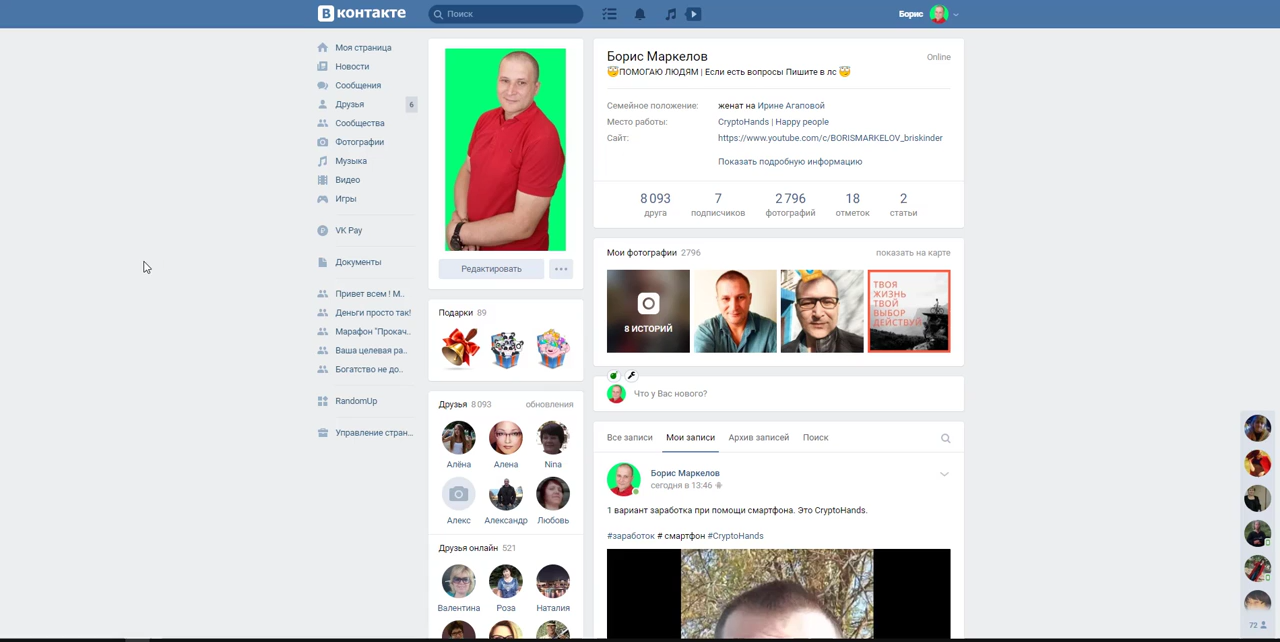 В контакте
Поиск
Борис
Моя страница
Новости
Сообщения
Друзья
6
Сообщества
Фотографии
Музыка
Видео
Игры
VK Pay
Документы
Привет всем ! М..
Деньги просто так!
Марафон "Прокач..
Ваша целевая ра..
Богатство не до..
RandomUp
Управление стран...
Редактировать
Подарки 89
Друзья 8 093
обновления
Алёна
Алена
Nina
Алекс
Александр
Любовь
Друзья онлайн 521
Валентина
Роза
Наталия
Борис Маркелов
Online
😇ПОМОГАЮ ЛЮДЯМ | Если есть вопросы Пишите в лс 😇
Семейное положение: женат на Ирине Агаповой
Место работы: CryptoHands | Happy people
Сайт: https://www.youtube.com/c/BORISMARKELOV_briskinder
Показать подробную информацию
8 093 7 2 796 18 2
друга подписчиков фотографий отметок статьи
Мои фотографии 2796
показать на карте
8 ИСТОРИЙ
ТВОЯ
ЖИЗНЬ
ТВОЙ
ВЫБОР
ДЕЙСТВУЙ
Что у Вас нового?
Все записи Мои записи Архив записей Поиск
Борис Маркелов
сегодня в 13:46
1 вариант заработка при помощи смартфона. Это CryptoHands.
#заработок # смартфон #CryptoHands
72